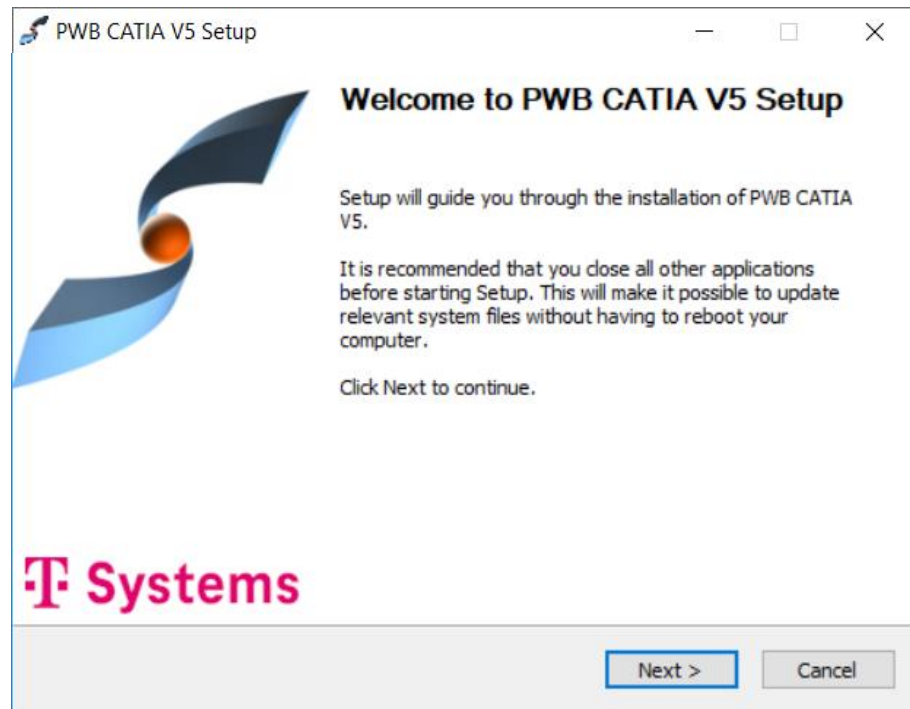 PWB CATIA V5 Setup
Welcome to PWB CATIA V5 Setup
Setup will guide you through the installation of PWB CATIA
V5.
It is recommended that you close all other applications
before starting Setup. This will make it possible to update
relevant system files without having to reboot your
computer.
Click Next to continue.
T Systems
Next > Cancel